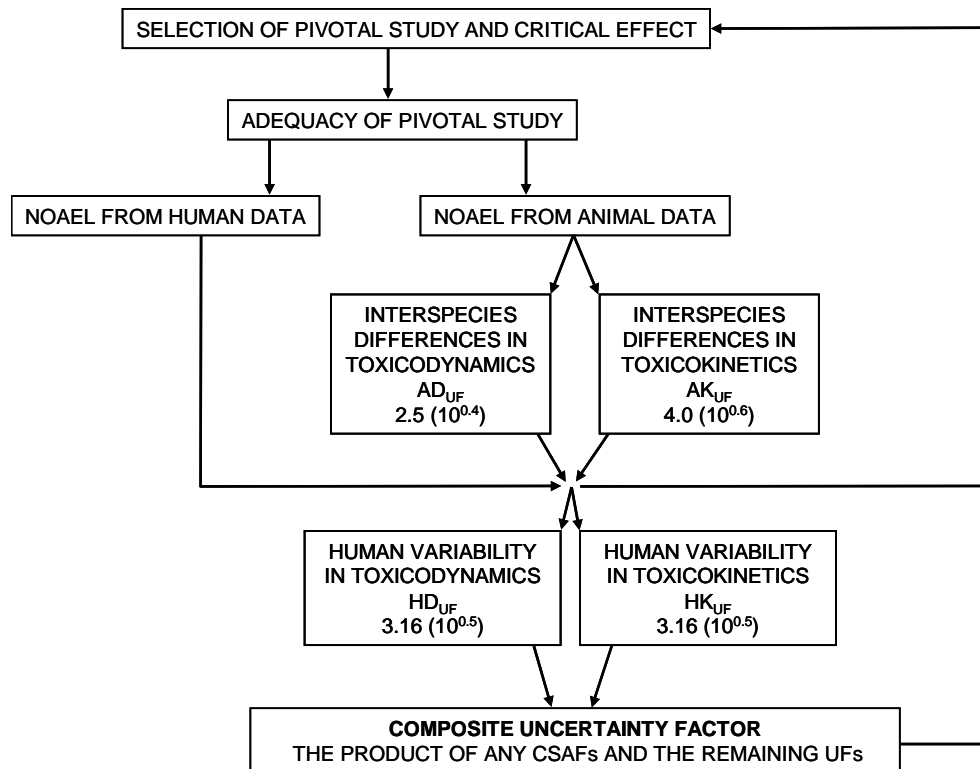 SELECTION OF PIVOTAL STUDY AND CRITICAL EFFECT
ADEQUACY OF PIVOTAL STUDY
NOAEL FROM HUMAN DATA
NOAEL FROM ANIMAL DATA
INTERSPECIES
DIFFERENCES IN
TOXICODYNAMICS
AD_UF
2.5 (10^0.4)
INTERSPECIES
DIFFERENCES IN
TOXICOKINETICS
AK_UF
4.0 (10^0.6)
HUMAN VARIABILITY
IN TOXICODYNAMICS
HD_UF
3.16 (10^0.5)
HUMAN VARIABILITY
IN TOXICOKINETICS
HK_UF
3.16 (10^0.5)
COMPOSITE UNCERTAINTY FACTOR
THE PRODUCT OF ANY CSAFs AND THE REMAINING UFs